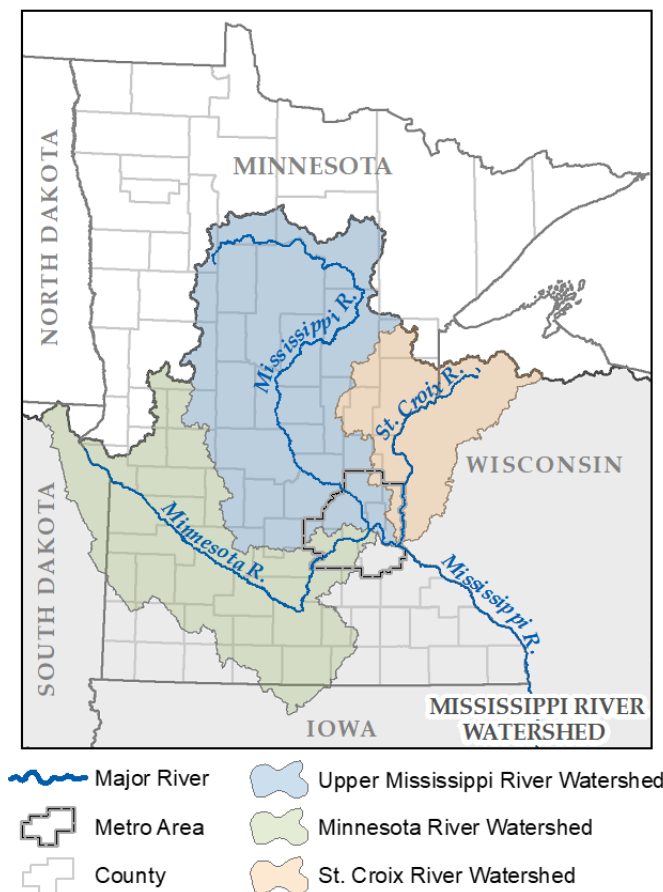 MINNESOTA
NORTH DAKOTA
Mississippi R.
St. Croix R.
WISCONSIN
SOUTH DAKOTA
Minnesota R.
Mississippi R.
MISSISSIPPI RIVER
WATERSHED
IOWA
Major River
Upper Mississippi River Watershed
Metro Area
Minnesota River Watershed
County
St. Croix River Watershed